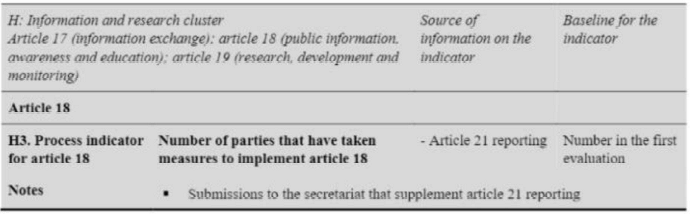 H: Information and research cluster
Article 17 (information exchange); article 18 (public information,
awareness and education); article 19 (research, development and
monitoring)
Source of
information on the
indicator
Baseline for the
indicator
Article 18
H3. Process indicator
for article 18
Number of parties that have taken
measures to implement article 18
- Article 21 reporting
Number in the first
evaluation
Notes
▪ Submissions to the secretariat that supplement article 21 reporting